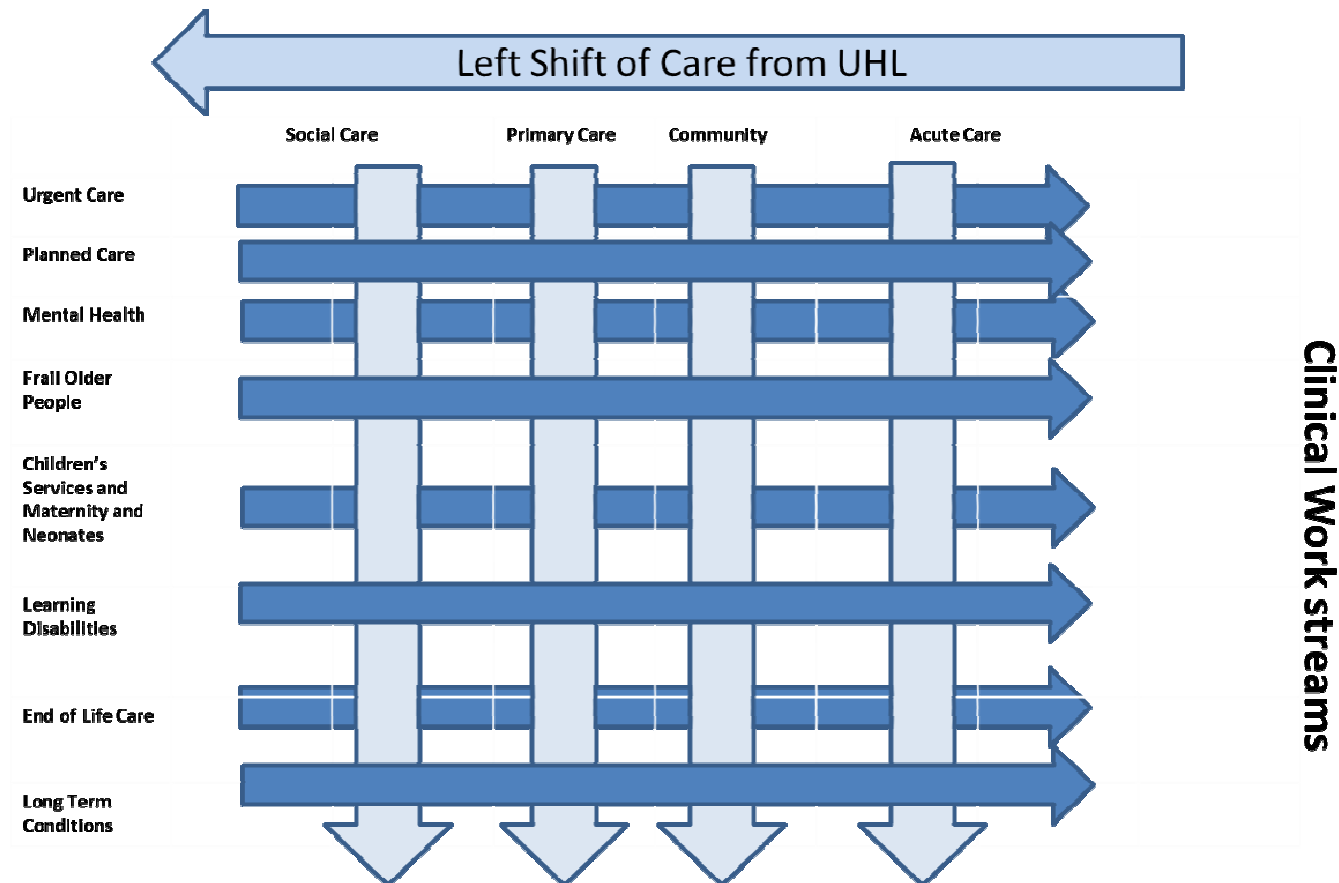 Left Shift of Care from UHL
Social Care
Primary Care
Community
Acute Care
Urgent Care
Planned Care
Mental Health
Frail Older
People
Children's
Services and
Maternity and
Neonates
Learning
Disabilities
End of Life Care
Long Term
Conditions
Clinical Work streams